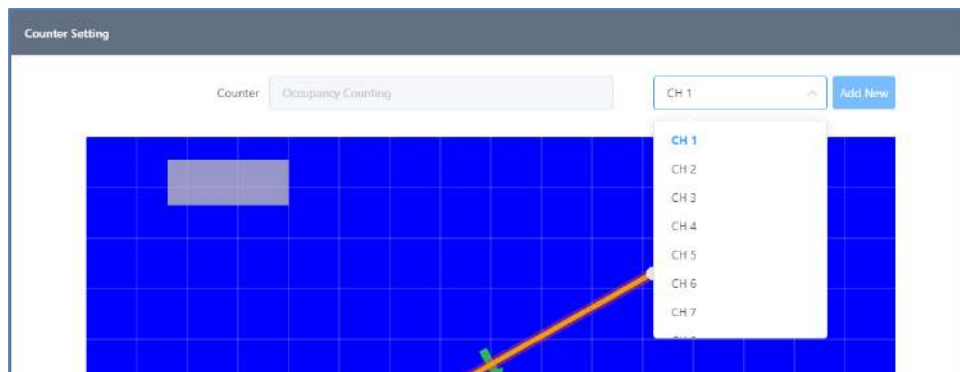 Counter Setting
Counter Occupancy Counting CH 1 Add New
CH 1
CH 2
CH 3
CH 4
CH 5
CH 6
CH 7